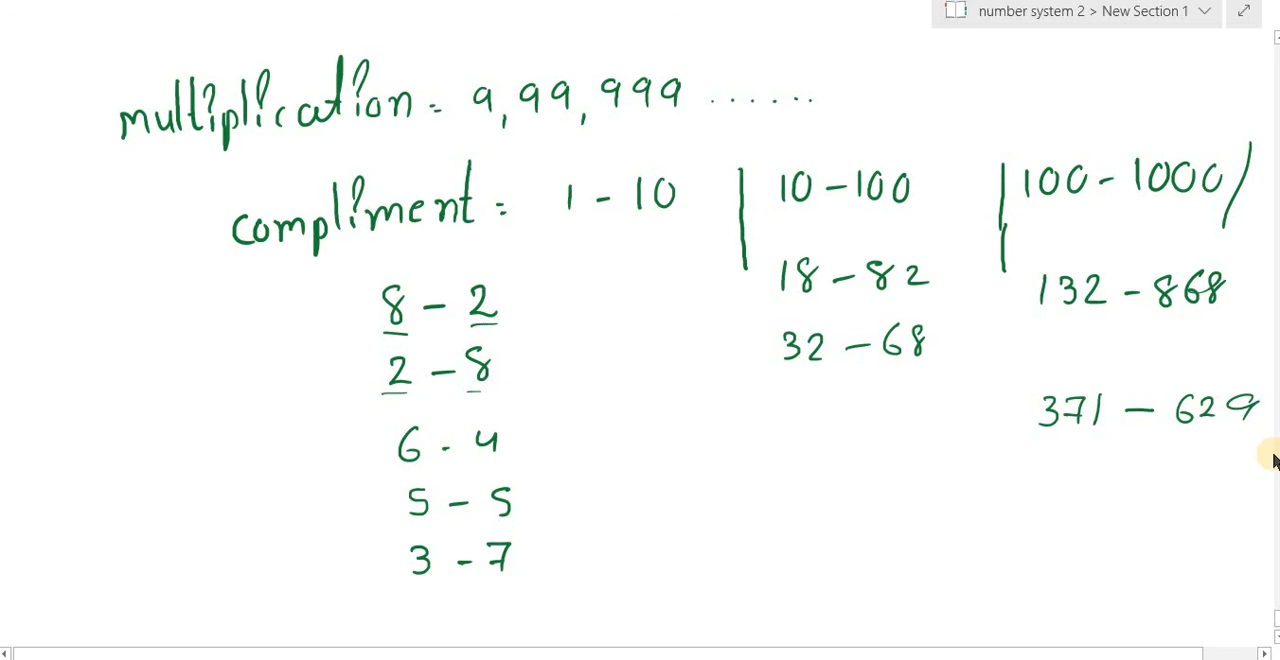 number system 2 > New Section 1
multiplication = 9, 99, 999 ......
compliment = 1 - 10 | 10 - 100 | 100 - 1000 /
8 - 2 18 - 82 132 - 868
2 - 8 32 - 68
6 - 4 371 - 629
5 - 5
3 - 7